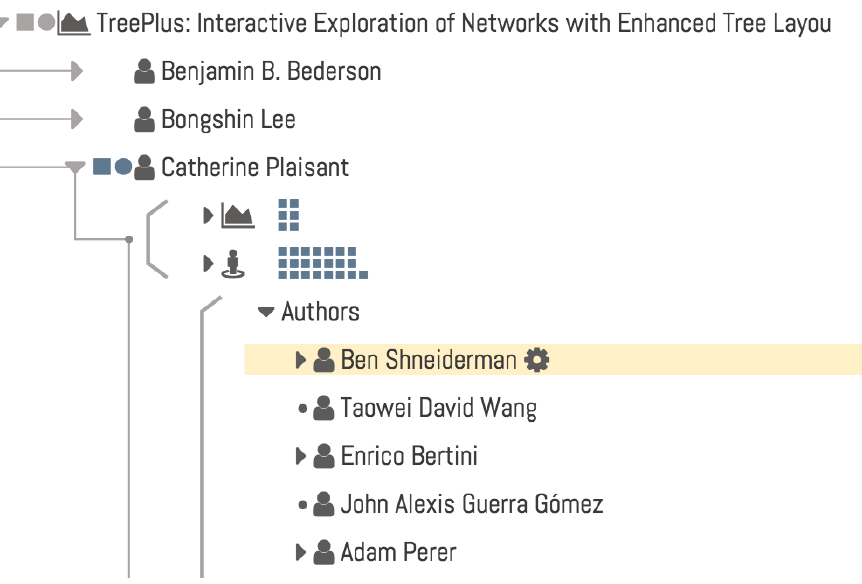 TreePlus: Interactive Exploration of Networks with Enhanced Tree Layou
Benjamin B. Bederson
Bongshin Lee
Catherine Plaisant
Authors
Ben Shneiderman
Taowei David Wang
Enrico Bertini
John Alexis Guerra Gómez
Adam Perer